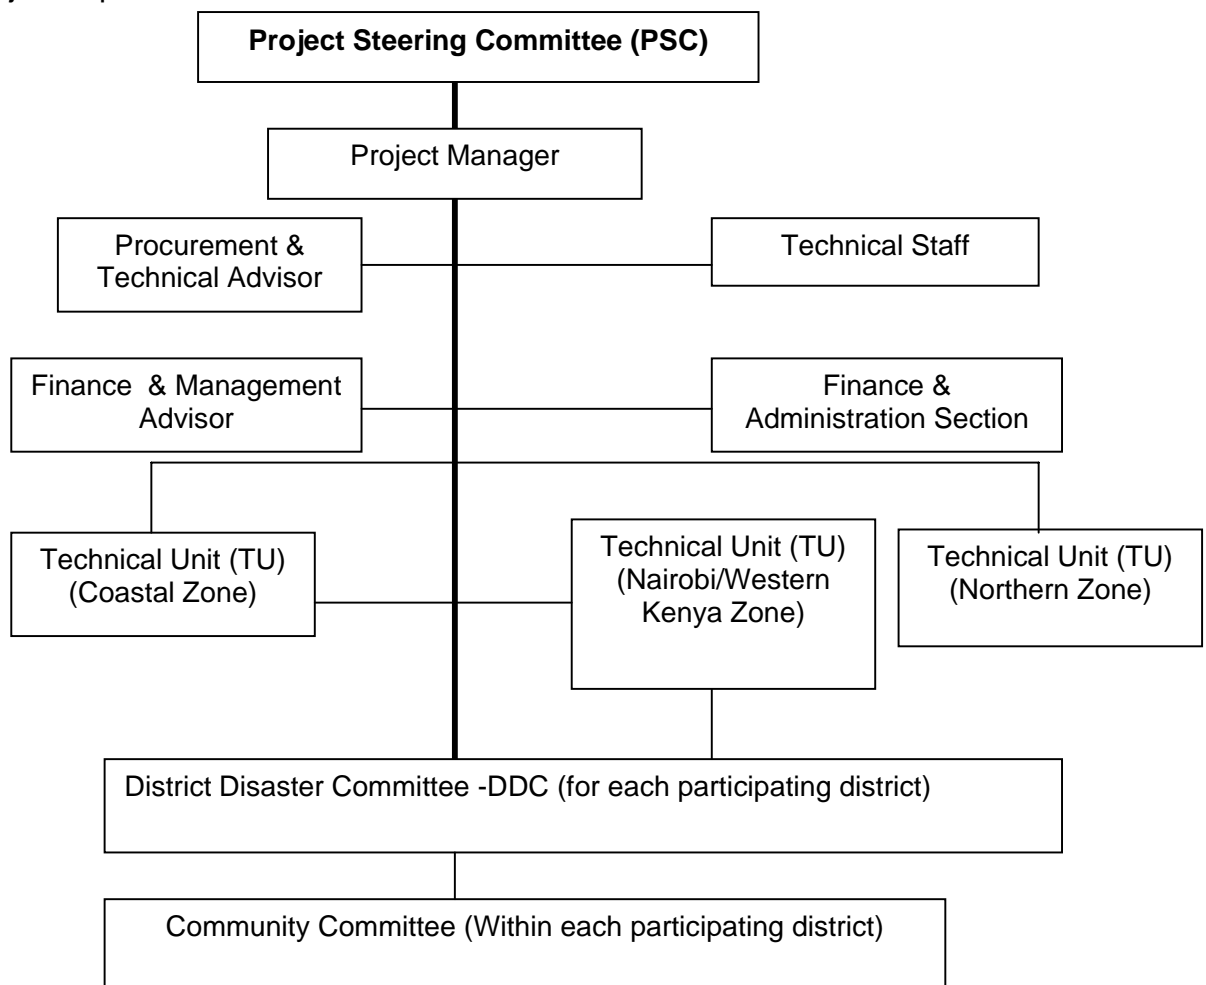 Project Steering Committee (PSC)
Project Manager
Procurement &
Technical Advisor
Technical Staff
Finance & Management
Advisor
Finance &
Administration Section
Technical Unit (TU)
(Coastal Zone)
Technical Unit (TU)
(Nairobi/Western
Kenya Zone)
Technical Unit (TU)
(Northern Zone)
District Disaster Committee -DDC (for each participating district)
Community Committee (Within each participating district)